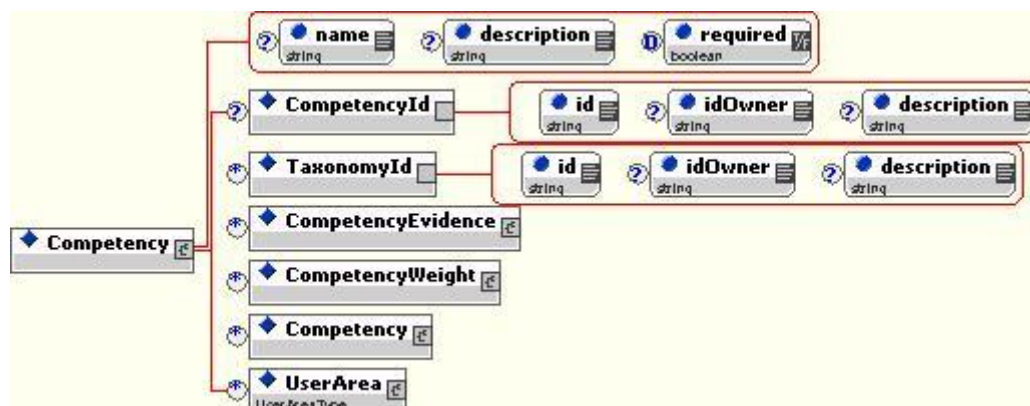 ? name ? description D required
string string boolean
? CompetencyId id ? idOwner ? description
string string string
* TaxonomyId id ? idOwner ? description
string string string
* CompetencyEvidence
Competency
* CompetencyWeight
* Competency
* UserArea
UserAreaType